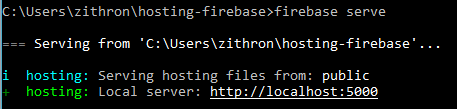 C:\Users\zithron\hosting-firebase>firebase serve
=== Serving from 'C:\Users\zithron\hosting-firebase'...
i  hosting: Serving hosting files from: public
+  hosting: Local server: http://localhost:5000